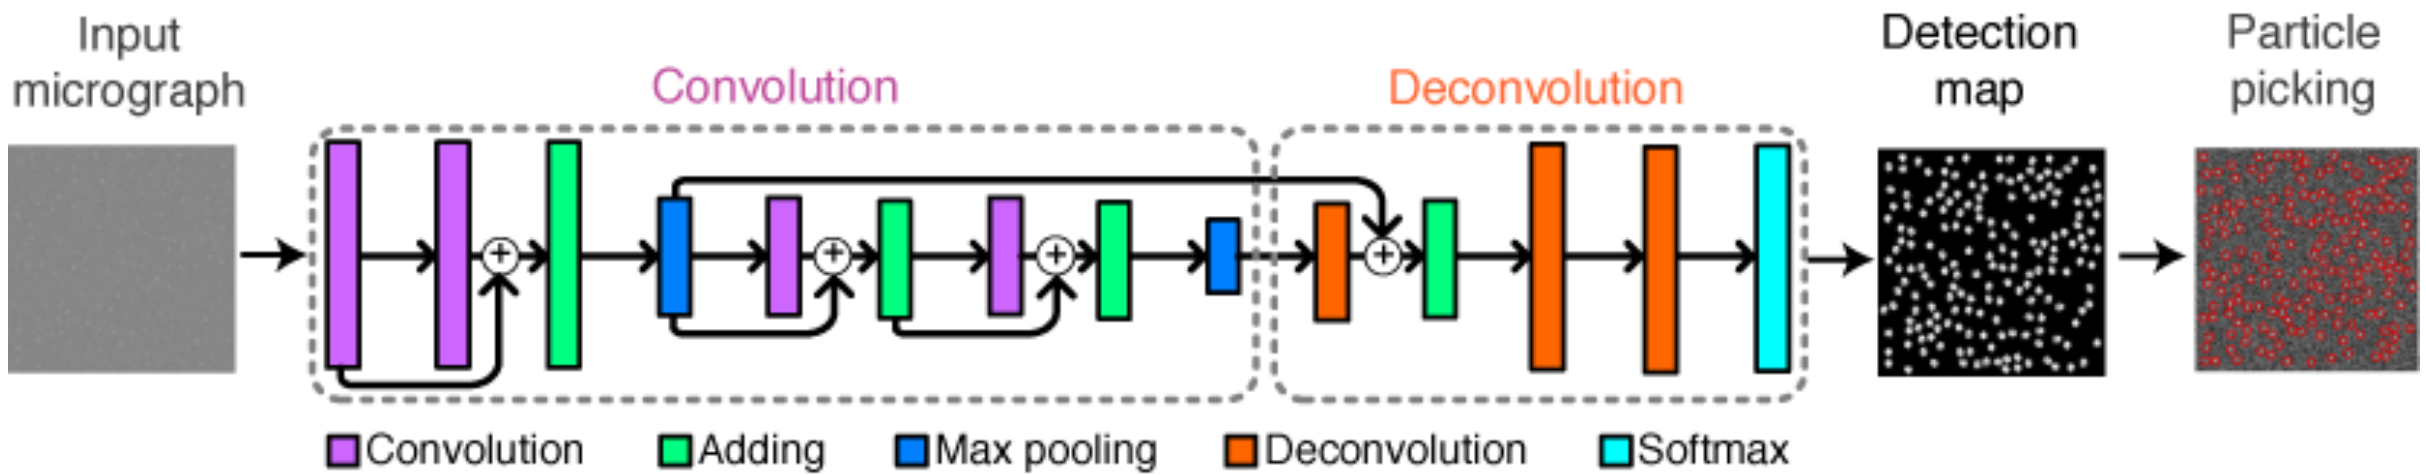 Input
micrograph
Convolution
Deconvolution
Detection
map
Particle
picking
+
+
+
+
Convolution
Adding
Max pooling
Deconvolution
Softmax